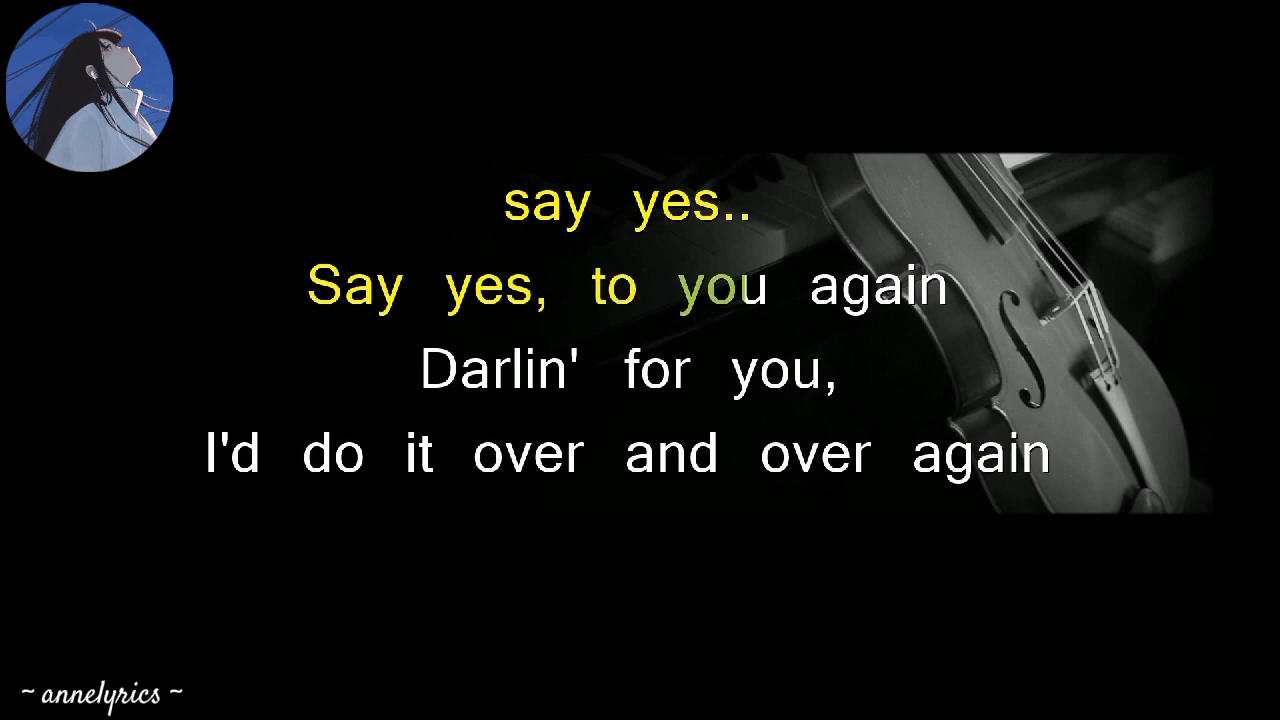 say yes..
Say yes, to you again
Darlin' for you,
I'd do it over and over again
~ annelyrics ~